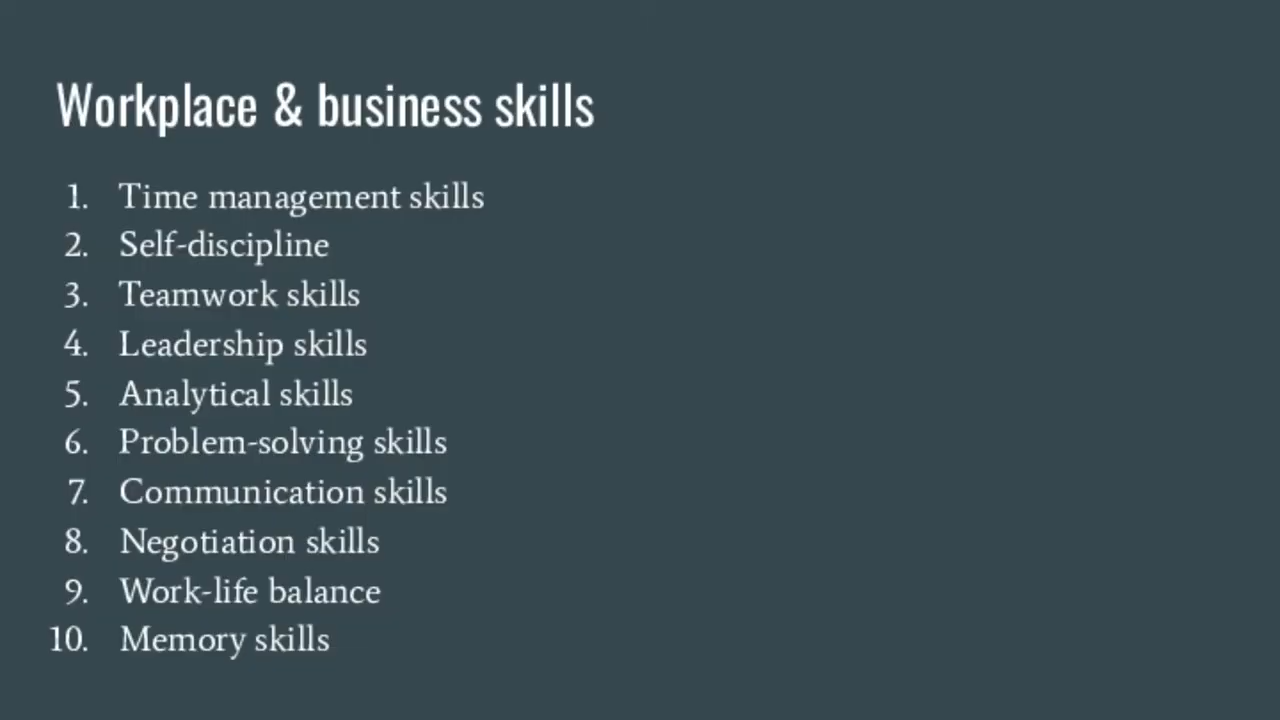 Workplace & business skills
1. Time management skills
2. Self-discipline
3. Teamwork skills
4. Leadership skills
5. Analytical skills
6. Problem-solving skills
7. Communication skills
8. Negotiation skills
9. Work-life balance
10. Memory skills